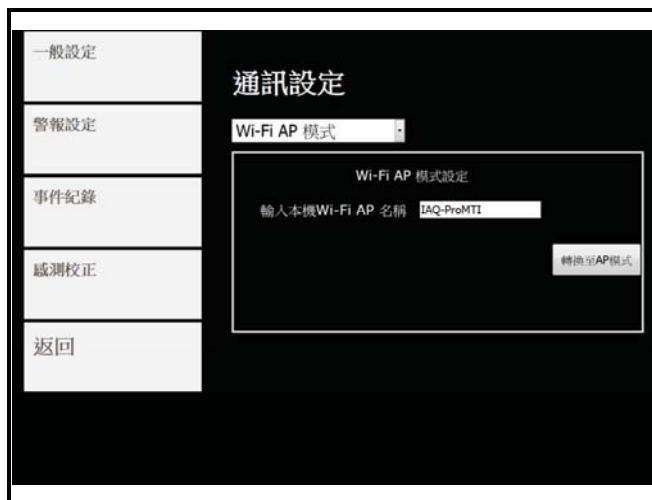 一般設定
警報設定
事件紀錄
感測校正
返回
通訊設定
Wi-Fi AP 模式
Wi-Fi AP 模式設定
輸入本機Wi-Fi AP 名稱 IAQ-ProMTI
轉換至AP模式